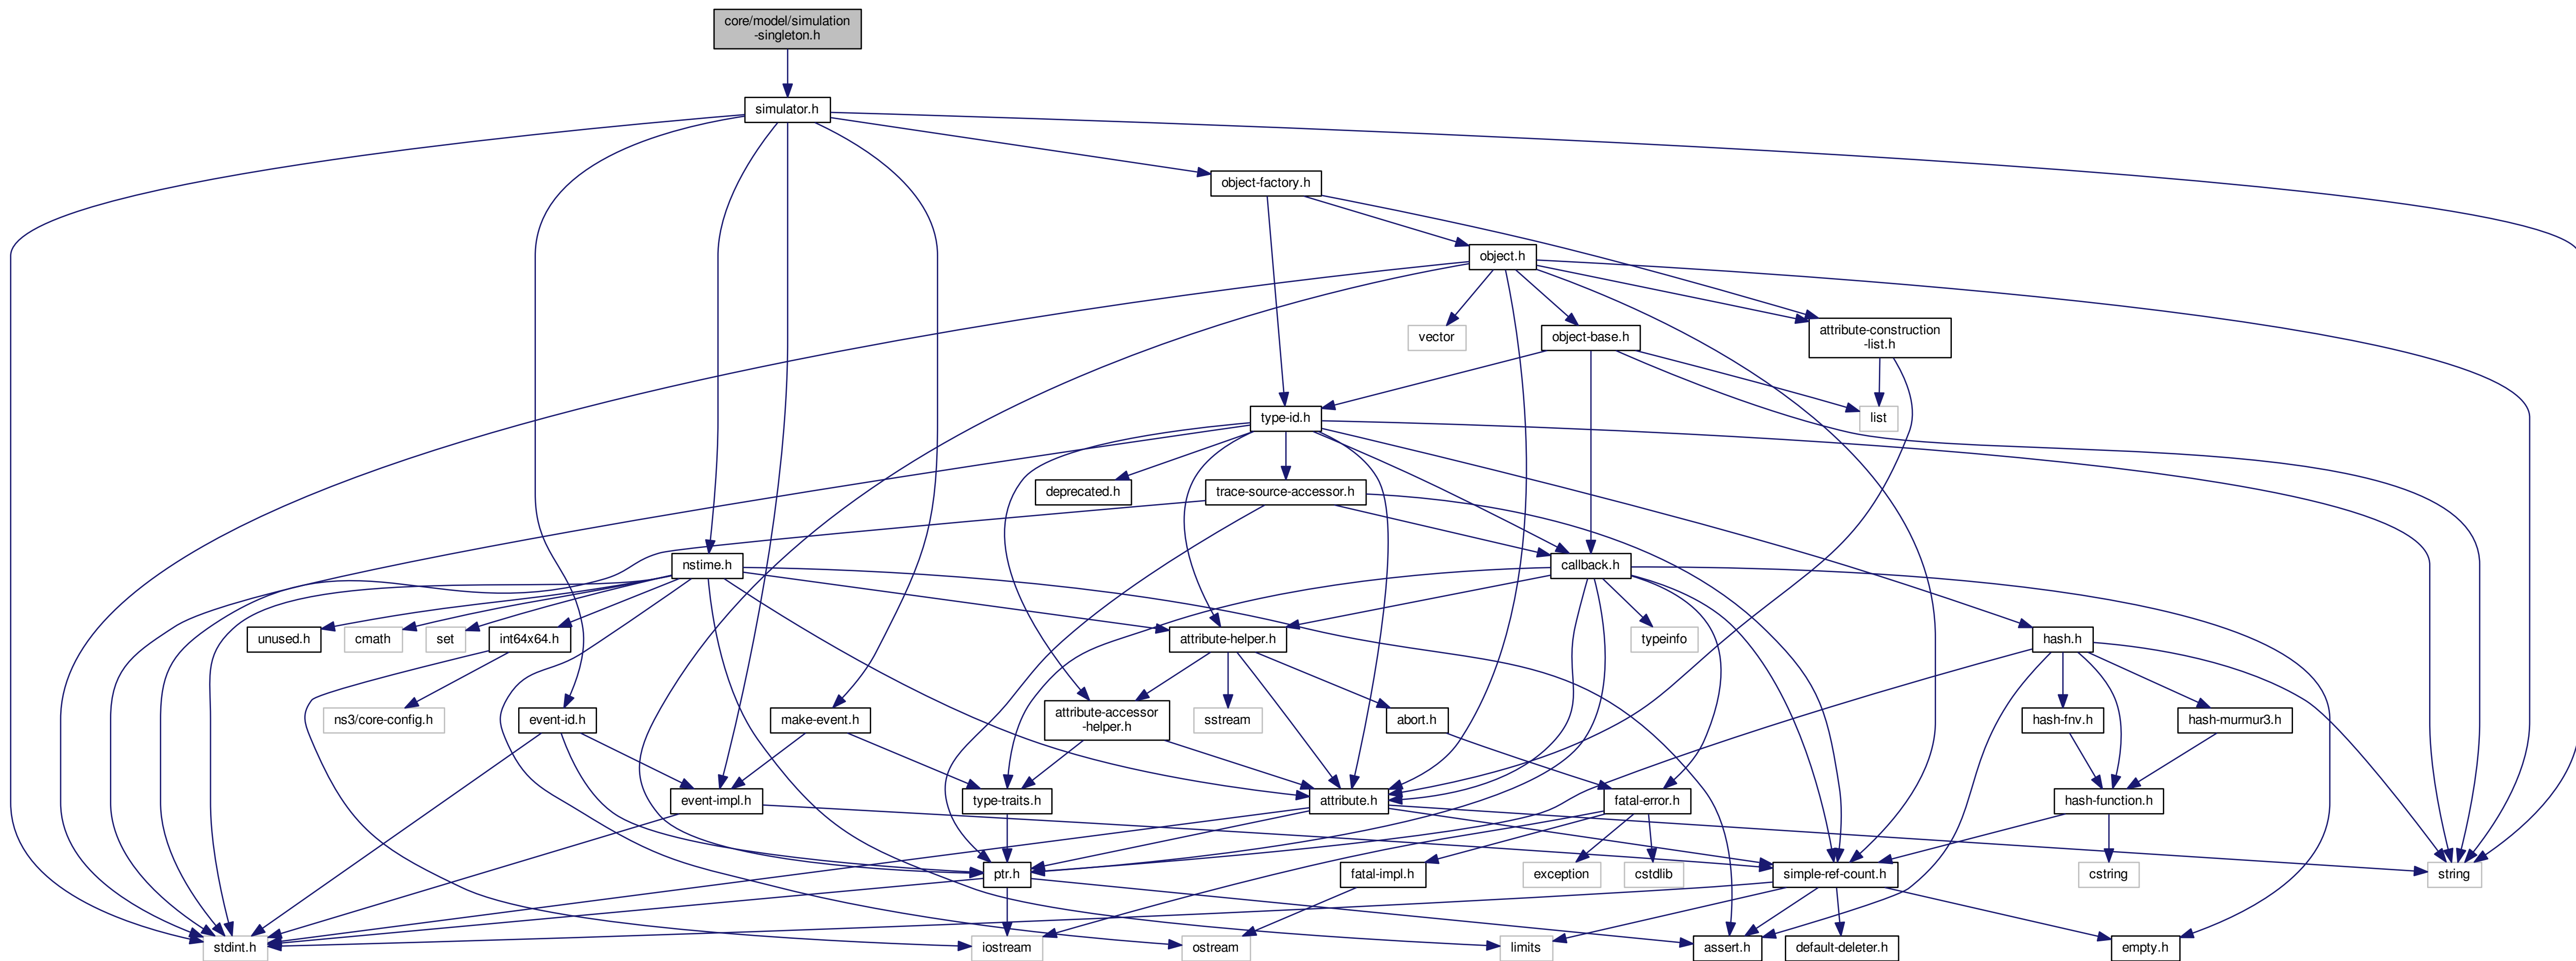 core/model/simulation
-singleton.h
simulator.h
object-factory.h
object.h
vector
object-base.h
attribute-construction
-list.h
type-id.h
list
deprecated.h
trace-source-accessor.h
nstime.h
callback.h
unused.h
cmath
set
int64x64.h
attribute-helper.h
typeinfo
hash.h
ns3/core-config.h
event-id.h
make-event.h
attribute-accessor
-helper.h
sstream
abort.h
hash-fnv.h
hash-murmur3.h
event-impl.h
type-traits.h
attribute.h
fatal-error.h
hash-function.h
ptr.h
fatal-impl.h
exception
cstdlib
simple-ref-count.h
cstring
string
stdint.h
iostream
ostream
limits
assert.h
default-deleter.h
empty.h